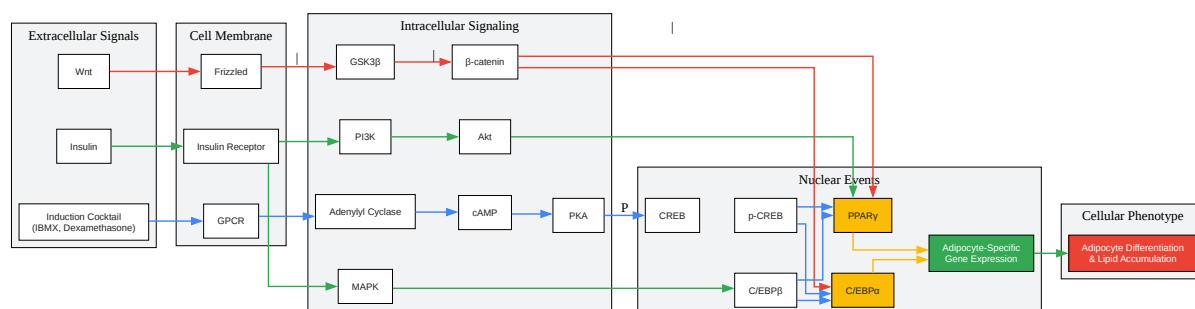 Extracellular Signals
Cell Membrane
Intracellular Signaling
|
|
|
Wnt
Frizzled
GSK3β
β-catenin
Insulin
Insulin Receptor
PI3K
Akt
Nuclear Events
Induction Cocktail
(IBMX, Dexamethasone)
GPCR
Adenylyl Cyclase
cAMP
PKA
P
CREB
p-CREB
PPARγ
Cellular Phenotype
Adipocyte-Specific
Gene Expression
Adipocyte Differentiation
& Lipid Accumulation
MAPK
C/EBPβ
C/EBPα